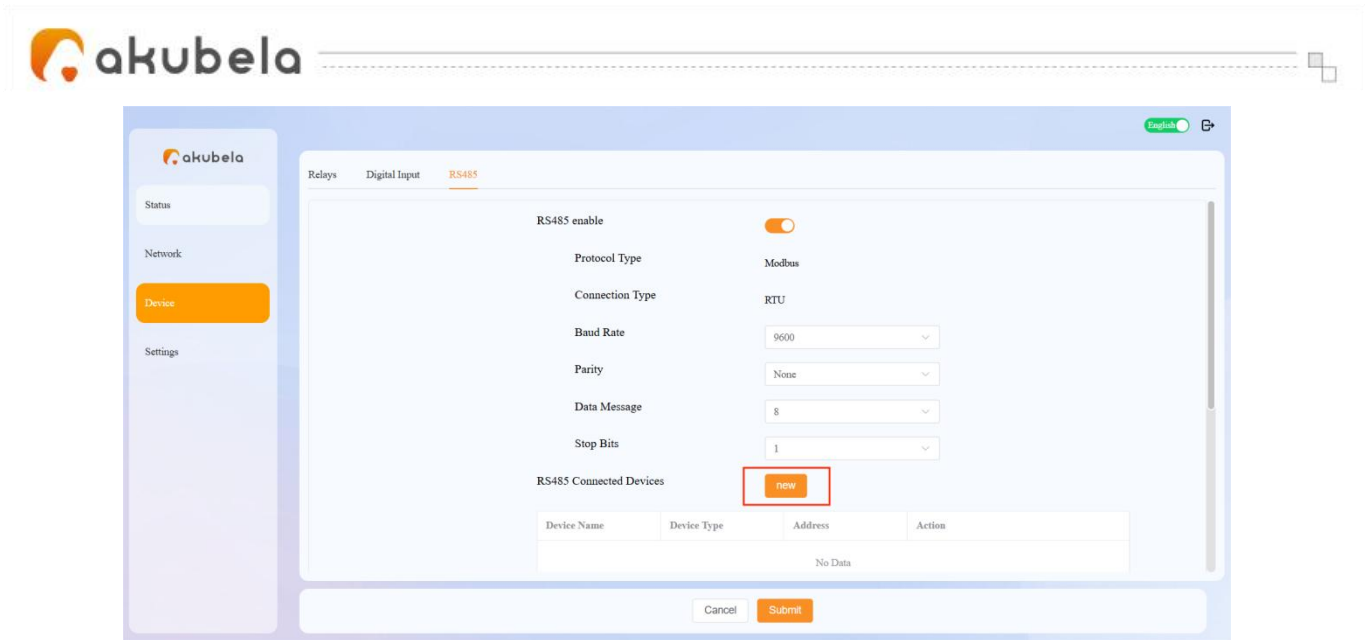 akubela
English
akubela
Status
Network
Device
Settings
Relays Digital Input RS485
RS485 enable
Protocol Type Modbus
Connection Type RTU
Baud Rate 9600
Parity None
Data Message 8
Stop Bits 1
RS485 Connected Devices new
Device Name Device Type Address Action
No Data
Cancel Submit